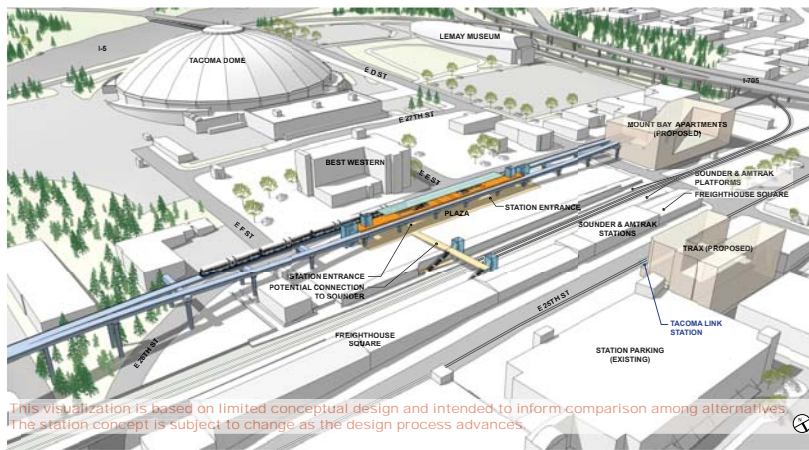 I-5
TACOMA DOME
LEMAY MUSEUM
E D ST
I-705
E 27TH ST
MOUNT BAY APARTMENTS
(PROPOSED)
BEST WESTERN
E E ST
SOUNDER & AMTRAK
PLATFORMS
FREIGHTHOUSE SQUARE
STATION ENTRANCE
PLAZA
E F ST
SOUNDER & AMTRAK
STATIONS
TRAX (PROPOSED)
STATION ENTRANCE
POTENTIAL CONNECTION
TO SOUNDER
E 25TH ST
TACOMA LINK
STATION
FREIGHTHOUSE
SQUARE
E 26TH ST
STATION PARKING
(EXISTING)
This visualization is based on limited conceptual design and intended to inform comparison among alternatives.
The station concept is subject to change as the design process advances.